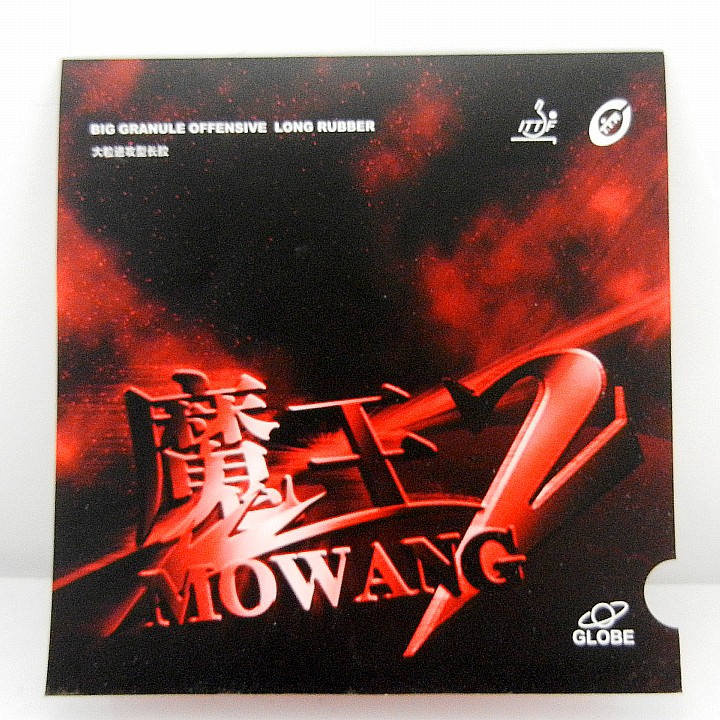 BIG GRANULE OFFENSIVE LONG RUBBER
大粒进攻型长胶
ITTF
魔王2
MOWANG
GLOBE